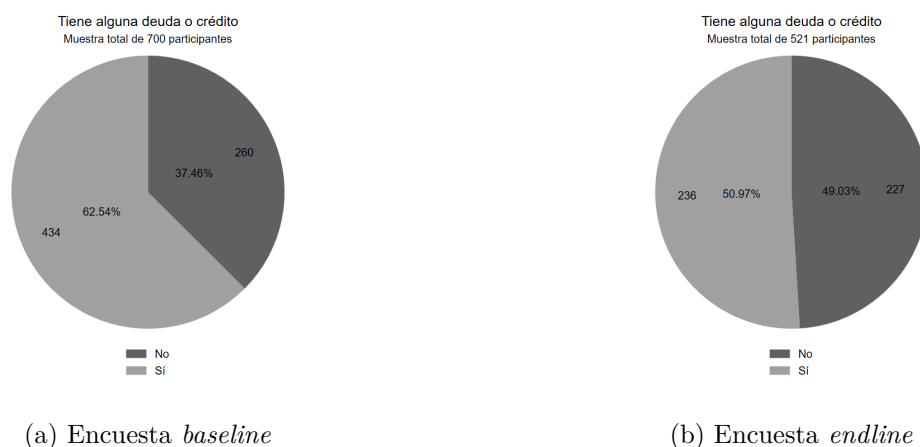 Tiene alguna deuda o crédito
Muestra total de 700 participantes
260
37.46%
62.54%
434
No
Sí
(a) Encuesta baseline
Tiene alguna deuda o crédito
Muestra total de 521 participantes
236
50.97%
49.03%
227
No
Sí
(b) Encuesta endline